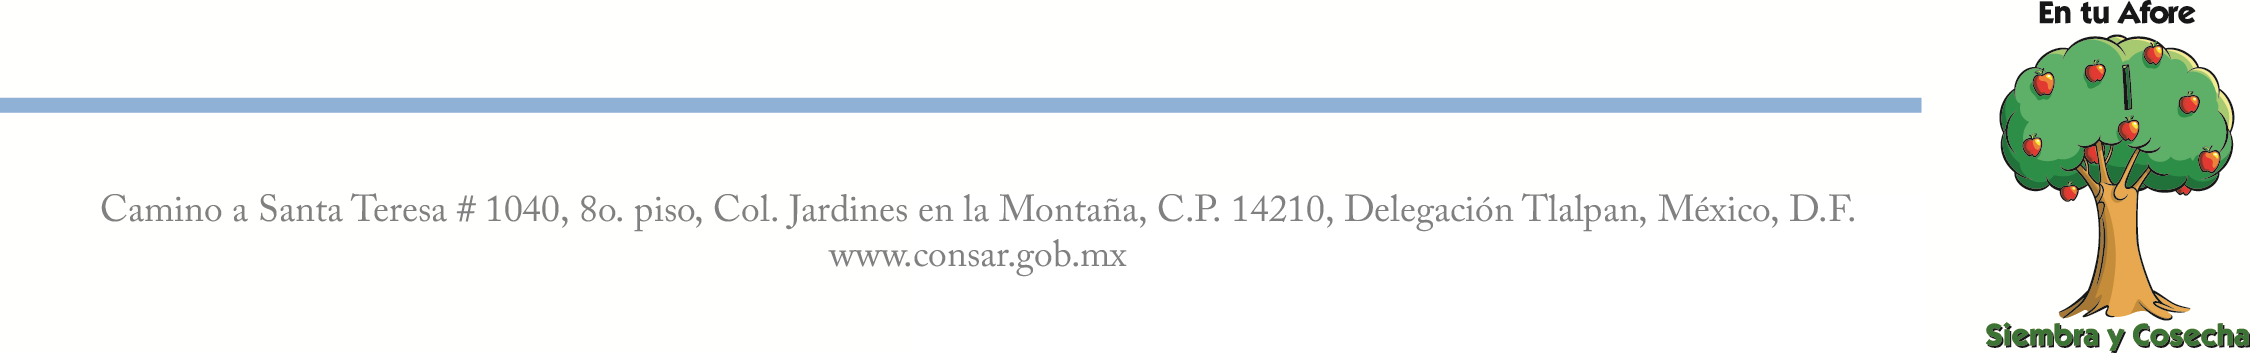 En tu Afore
Camino a Santa Teresa # 1040, 8o. piso, Col. Jardines en la Montaña, C.P. 14210, Delegación Tlalpan, México, D.F.
www.consar.gob.mx
Siembra y Cosecha